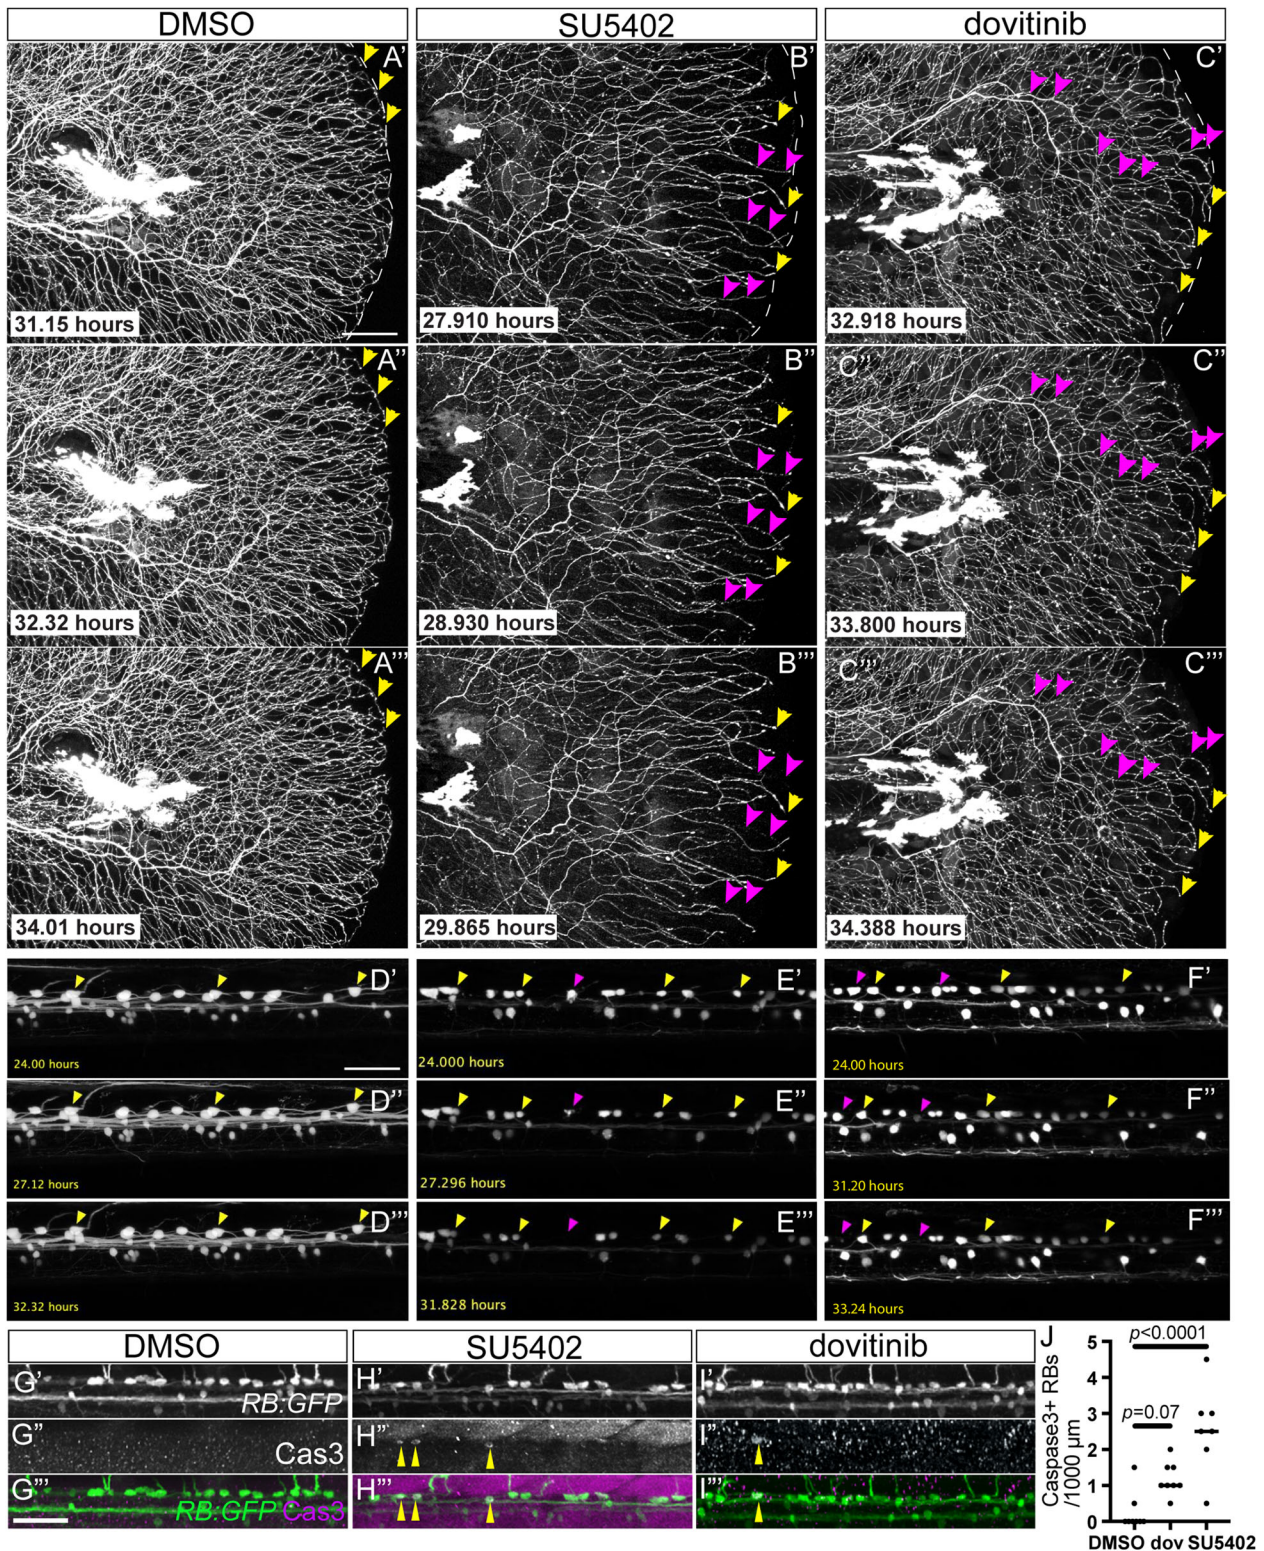 DMSO SU5402 dovitinib
A’ B’ C’
31.15 hours 27.910 hours 32.918 hours
A’’ B’’ C’’ C’’
32.32 hours 28.930 hours 33.800 hours
A’’’ B’’’ C’’’’ C’’’
34.01 hours 29.865 hours 34.388 hours
D’ E’ F’
24.00 hours 24.000 hours 24.00 hours
D’’ E’’ F’’
27.12 hours 27.296 hours 31.20 hours
D’’’ E’’’ F’’’
32.32 hours 31.828 hours 33.24 hours
DMSO SU5402 dovitinib
G’ RB:GFP H’ I’
G’’ Cas3 H’’ I’’
G’’’ RB:GFP Cas3 H’’’ I’’’
J
Caspase3+ RBs
/1000 µm
5
4
3
2
1
0
p<0.0001
p=0.07
DMSO dov SU5402